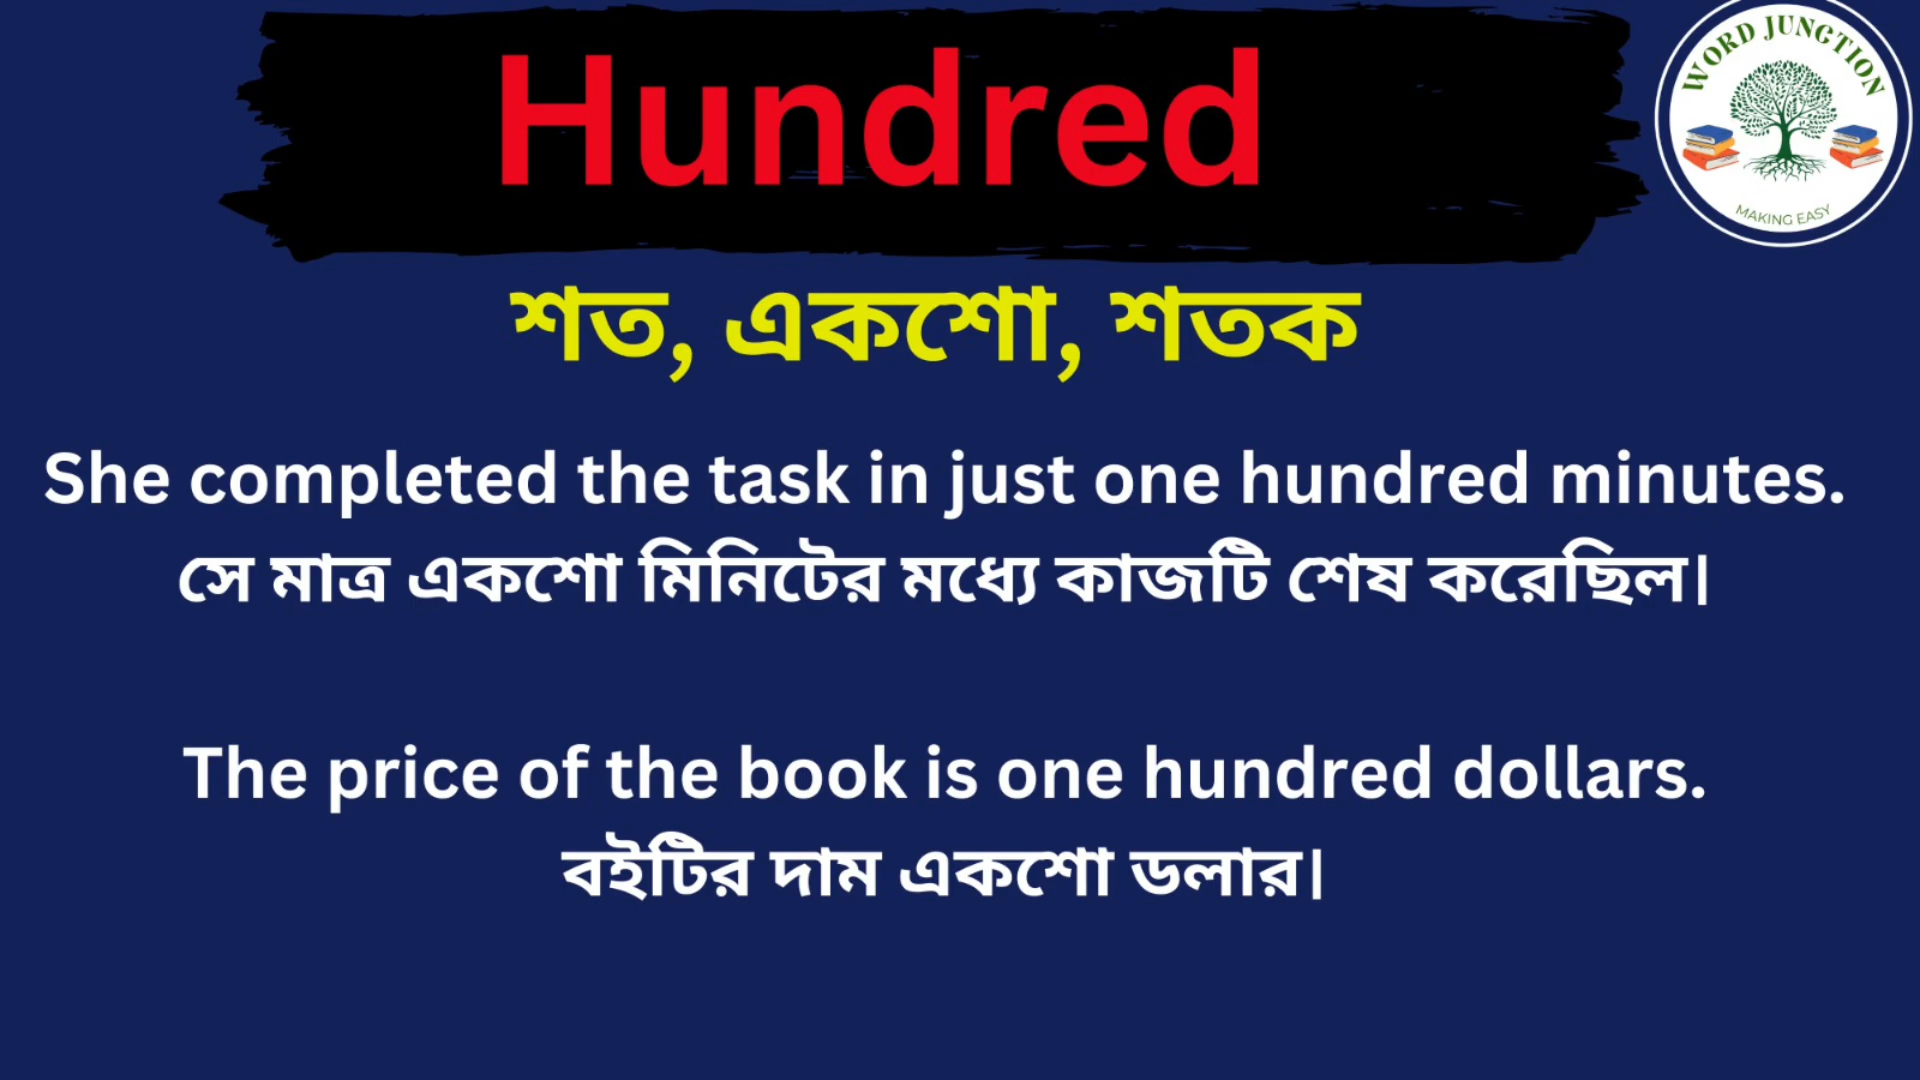 Hundred
WORD JUNCTION
MAKING EASY
শত, একশো, শতক
She completed the task in just one hundred minutes.
সে মাত্র একশো মিনিটের মধ্যে কাজটি শেষ করেছিল।
The price of the book is one hundred dollars.
বইটির দাম একশো ডলার।